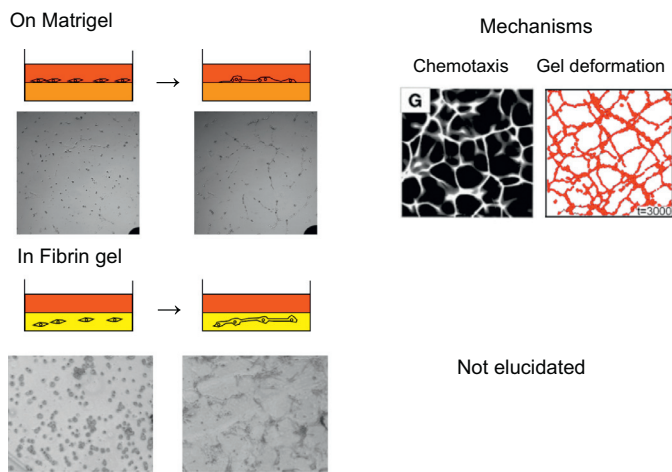 On Matrigel
Mechanisms
Chemotaxis
Gel deformation
→
G
t=3000
In Fibrin gel
→
Not elucidated